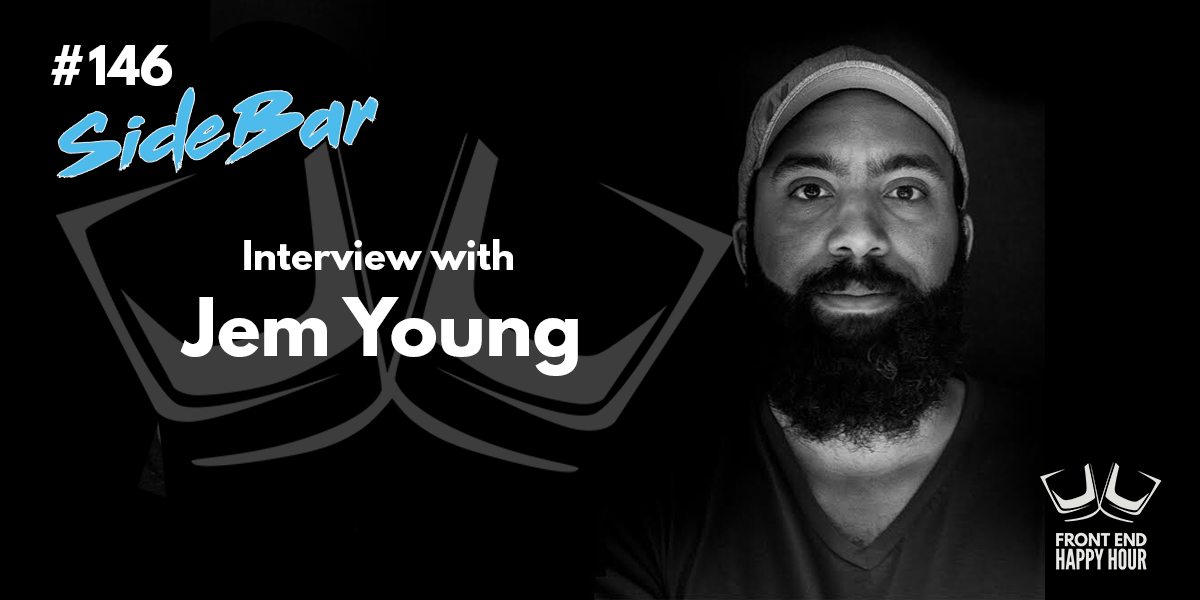 #146
SideBar
Interview with
Jem Young
FRONT END
HAPPY HOUR